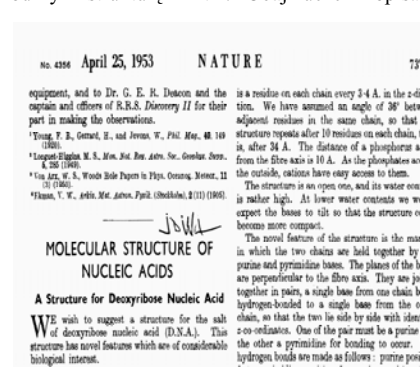 No. 4356 April 25, 1953 NATURE
equipment, and to Dr. G. E. R. Deacon and the
captain and officers of R.R.S. Discovery II for their
part in making the observations.
¹Young, F. B., Gerrard, H., and Jevons, W., Phil. Mag., 40, 149
(1920).
²Longuet-Higgins, M. S., Mon. Not. Roy. Astro. Soc., Geophys. Supp.,
5, 285 (1949).
³Von Arx, W. S., Woods Hole Papers in Phys. Oceanog. Meteor., 11
(3) (1950).
⁴Ekman, V. W., Arkiv. Mat. Astron. Fysik. (Stockholm), 2 (11) (1905).
MOLECULAR STRUCTURE OF
NUCLEIC ACIDS
A Structure for Deoxyribose Nucleic Acid
WE wish to suggest a structure for the salt
of deoxyribose nucleic acid (D.N.A.). This
structure has novel features which are of considerable
biological interest.
is a residue on each chain every 3·4 A. in the z-di
tion. We have assumed an angle of 36° betw
adjacent residues in the same chain, so that
structure repeats after 10 residues on each chain,
is, after 34 A. The distance of a phosphorus a
from the fibre axis is 10 A. As the phosphates a
the outside, cations have easy access to them.
The structure is an open one, and its water con
is rather high. At lower water contents we w
expect the bases to tilt so that the structure c
become more compact.
The novel feature of the structure is the ma
in which the two chains are held together by
purine and pyrimidine bases. The planes of the b
are perpendicular to the fibre axis. They are jo
together in pairs, a single base from one chain b
hydrogen-bonded to a single base from the o
chain, so that the two lie side by side with iden
z-co-ordinates. One of the pair must be a purine
the other a pyrimidine for bonding to occur.
hydrogen bonds are made as follows : purine pos